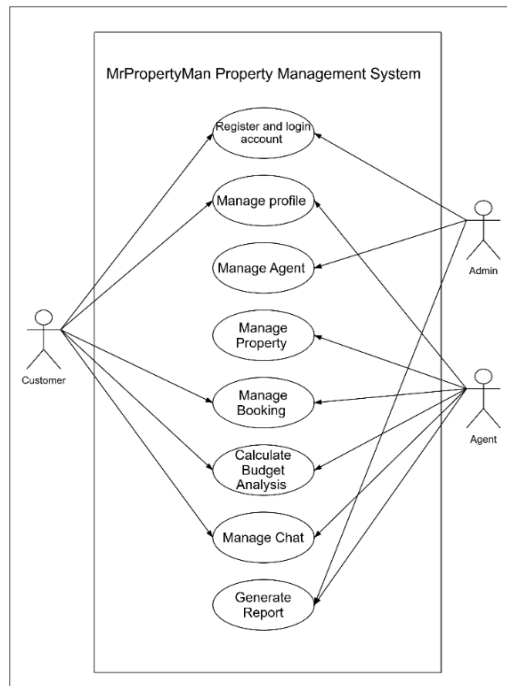 MrPropertyMan Property Management System
Register and login
account
Manage profile
Manage Agent
Admin
Manage
Property
Customer
Manage
Booking
Agent
Calculate
Budget
Analysis
Manage Chat
Generate
Report